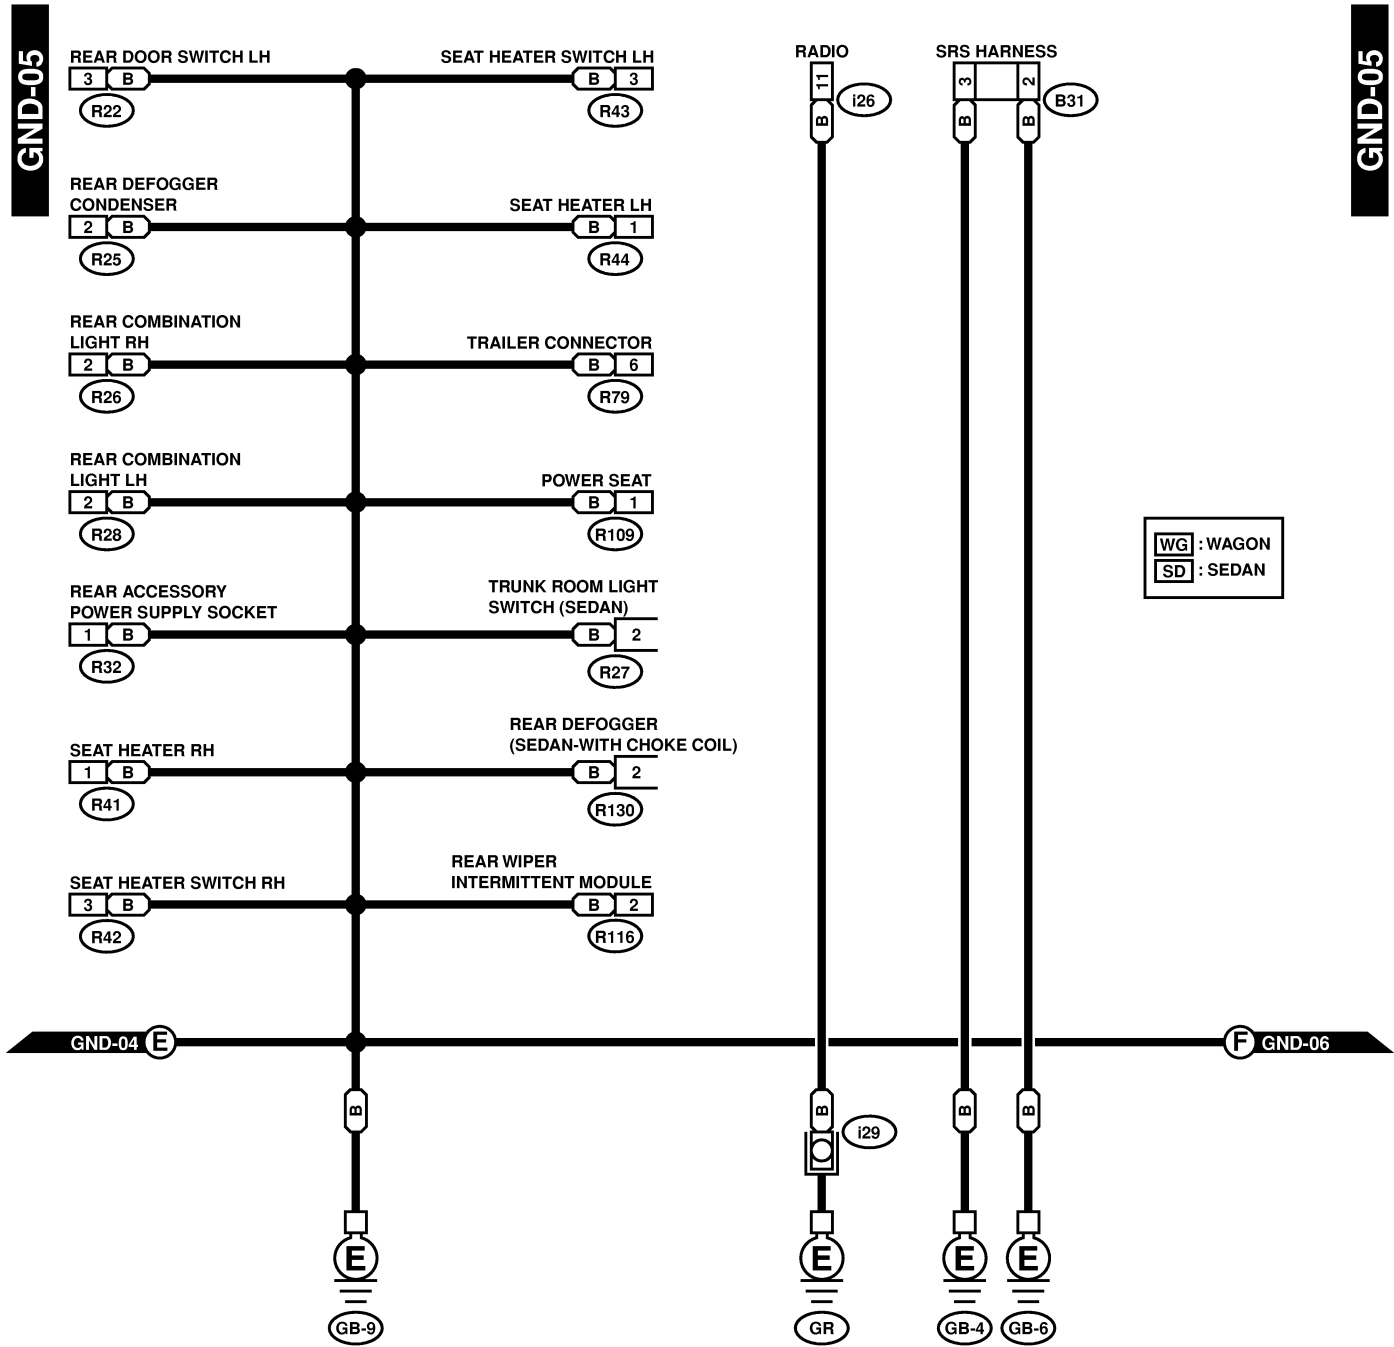 GND-05
GND-05
REAR DOOR SWITCH LH
3 B
R22
SEAT HEATER SWITCH LH
B 3
R43
REAR DEFOGGER
CONDENSER
2 B
R25
SEAT HEATER LH
B 1
R44
REAR COMBINATION
LIGHT RH
2 B
R26
TRAILER CONNECTOR
B 6
R79
REAR COMBINATION
LIGHT LH
2 B
R28
POWER SEAT
B 1
R109
REAR ACCESSORY
POWER SUPPLY SOCKET
1 B
R32
TRUNK ROOM LIGHT
SWITCH (SEDAN)
B 2
R27
SEAT HEATER RH
1 B
R41
REAR DEFOGGER
(SEDAN-WITH CHOKE COIL)
B 2
R130
SEAT HEATER SWITCH RH
3 B
R42
REAR WIPER
INTERMITTENT MODULE
B 2
R116
RADIO
11
i26
B
SRS HARNESS
3 2
B31
B B
WG : WAGON
SD : SEDAN
GND-04 E
F GND-06
B
B
i29
B B
E
E
E E
GB-9
GR
GB-4 GB-6